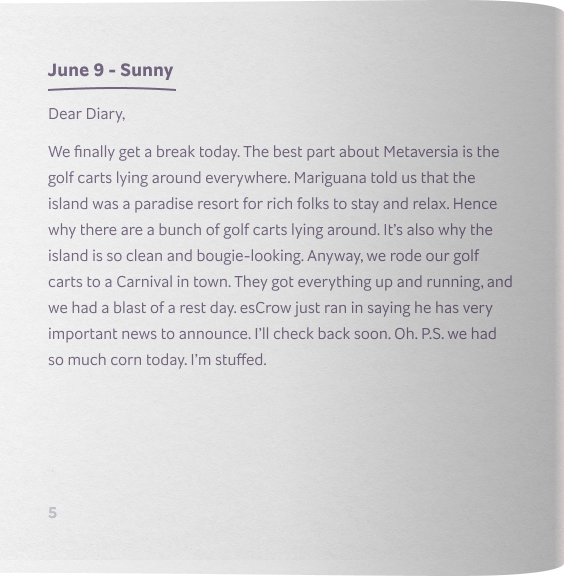 June 9 - Sunny
Dear Diary,
We finally get a break today. The best part about Metaversia is the
golf carts lying around everywhere. Mariguana told us that the
island was a paradise resort for rich folks to stay and relax. Hence
why there are a bunch of golf carts lying around. It's also why the
island is so clean and bougie-looking. Anyway, we rode our golf
carts to a Carnival in town. They got everything up and running, and
we had a blast of a rest day. esCrow just ran in saying he has very
important news to announce. I'll check back soon. Oh. P.S. we had
so much corn today. I'm stuffed.
5